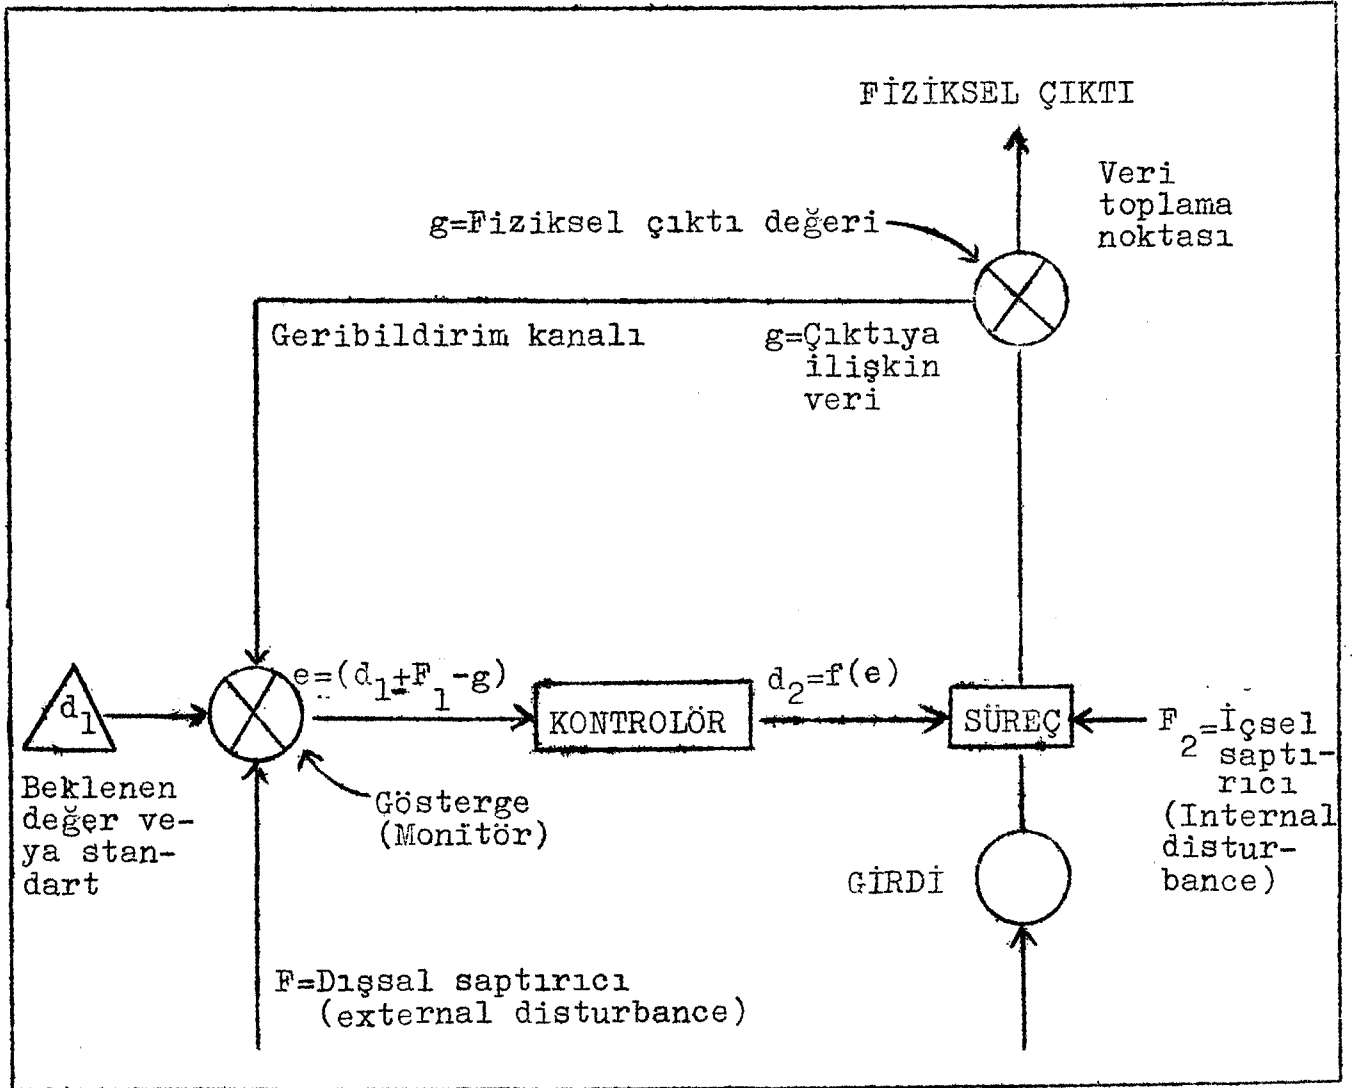 FİZİKSEL ÇIKTI
Veri
toplama
noktası
g=Fiziksel çıktı değeri
Geribildirim kanalı
g=Çıktıya
ilişkin
veri
d1
e=(d1±F1-g)
KONTROLÖR
d2=f(e)
SÜREÇ
F2=İçsel
saptı-
rıcı
(Internal
distur-
bance)
Beklenen
değer ve-
ya stan-
dart
Gösterge
(Monitör)
GİRDİ
F=Dışsal saptırıcı
(external disturbance)